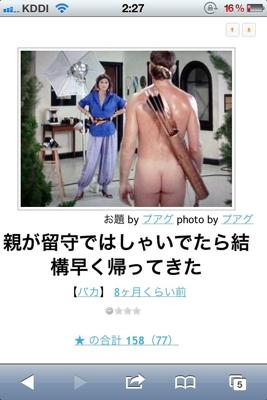 KDDI 2:27 16%
お題 by ブアグ photo by ブアグ
親が留守ではしゃいでたら結
構早く帰ってきた
【バカ】 8ヶ月くらい前
★ の合計 158（77）
5